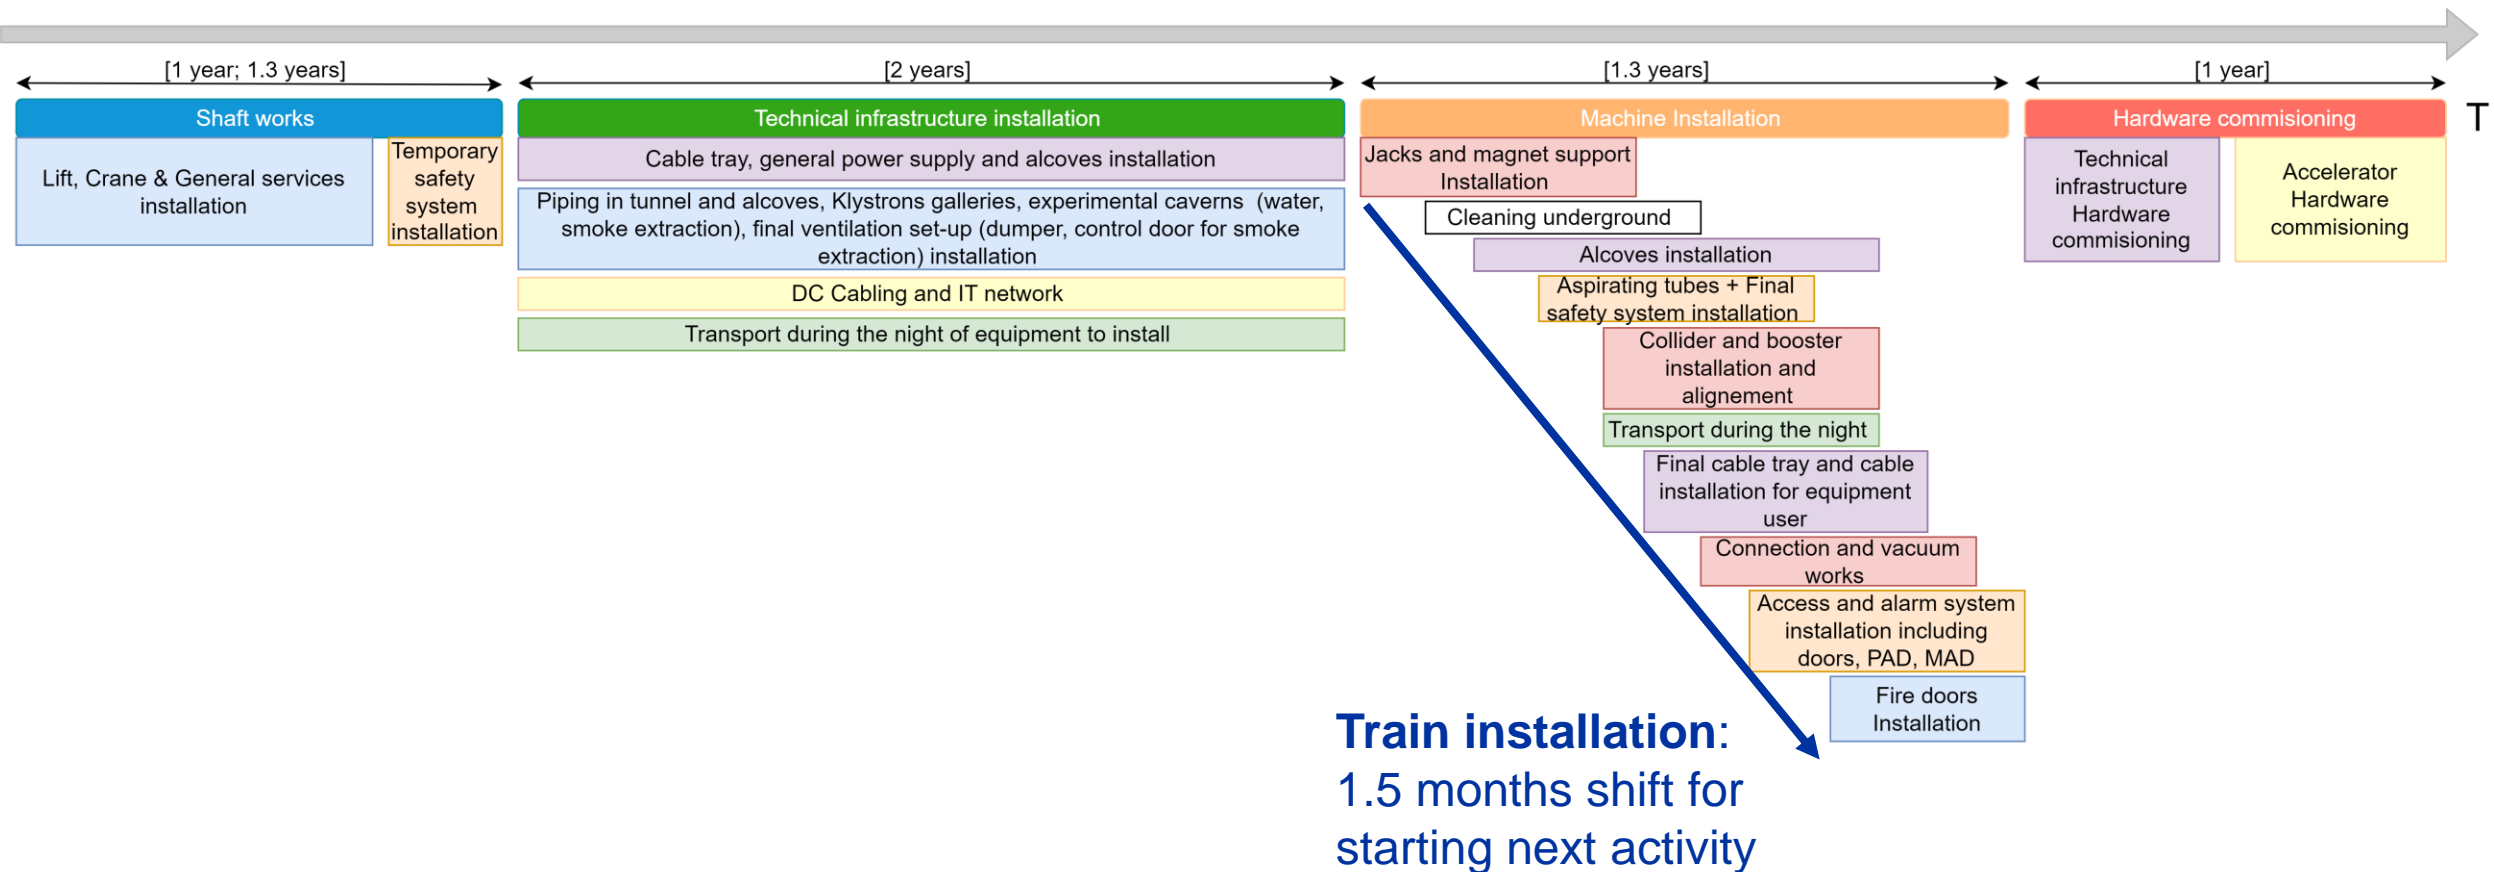 [1 year; 1.3 years]
[2 years]
[1.3 years]
[1 year]
Shaft works
Technical infrastructure installation
Machine Installation
Hardware commisioning
T
Lift, Crane & General services
installation
Temporary
safety
system
installation
Cable tray, general power supply and alcoves installation
Piping in tunnel and alcoves, Klystrons galleries, experimental caverns (water,
smoke extraction), final ventilation set-up (dumper, control door for smoke
extraction) installation
DC Cabling and IT network
Transport during the night of equipment to install
Jacks and magnet support
Installation
Cleaning underground
Alcoves installation
Aspirating tubes + Final
safety system installation
Collider and booster
installation and
alignement
Transport during the night
Final cable tray and cable
installation for equipment
user
Connection and vacuum
works
Access and alarm system
installation including
doors, PAD, MAD
Fire doors
Installation
Technical
infrastructure
Hardware
commisioning
Accelerator
Hardware
commisioning
Train installation:
1.5 months shift for
starting next activity